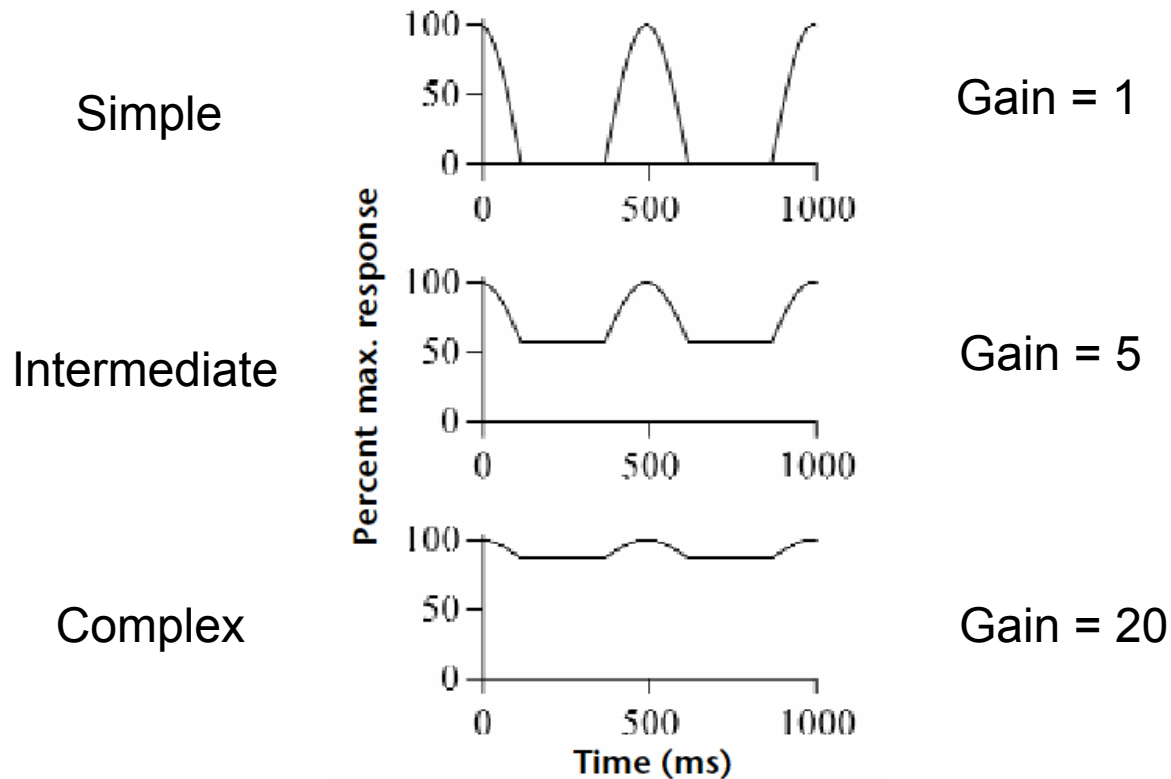 Simple
Intermediate
Complex
Percent max. response
100
50
0
0 500 1000
100
50
0
0 500 1000
100
50
0
0 500 1000
Time (ms)
Gain = 1
Gain = 5
Gain = 20